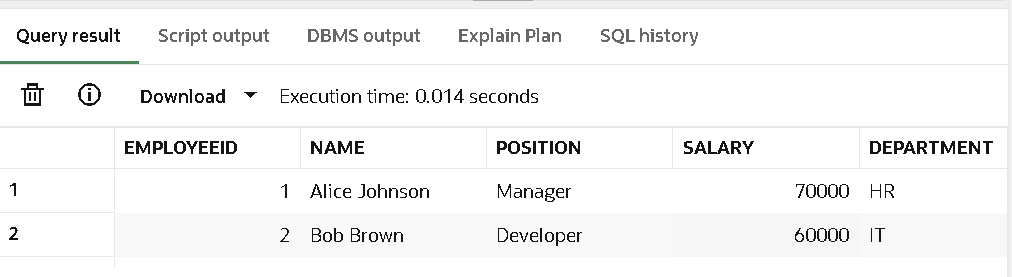 Query result Script output DBMS output Explain Plan SQL history
Download Execution time: 0.014 seconds
EMPLOYEEID NAME POSITION SALARY DEPARTMENT
1 1 Alice Johnson Manager 70000 HR
2 2 Bob Brown Developer 60000 IT